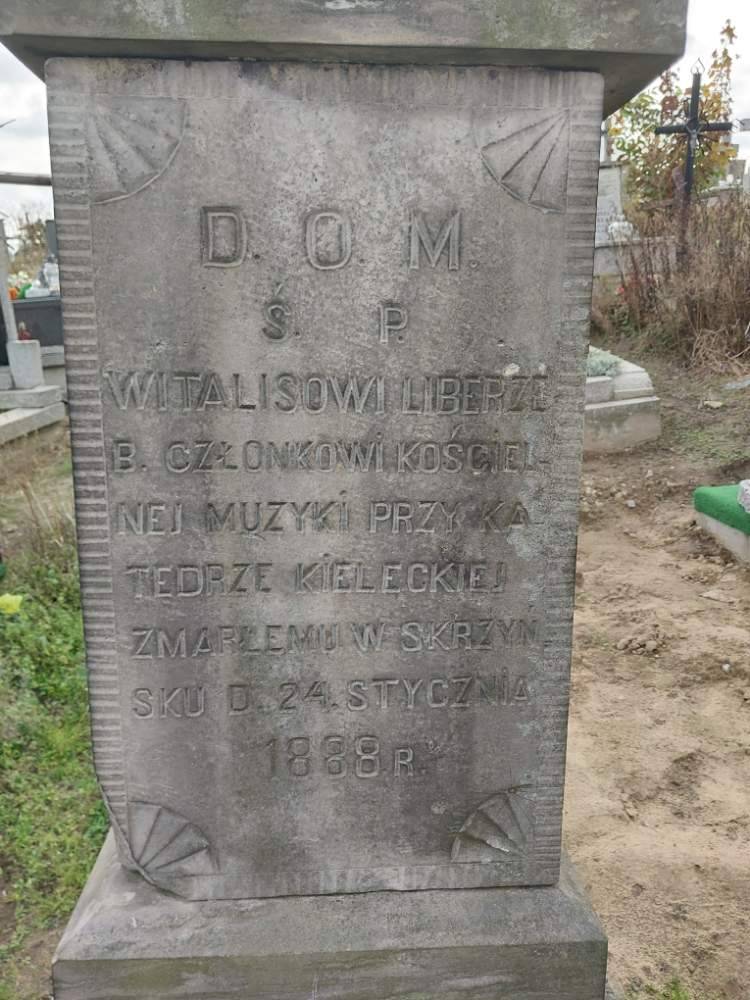 D. O. M.
Ś. P.
WITALISOWI LIBERZE
B. CZŁONKOWI KOŚCIEL-
NEJ MUZYKI PRZY KA-
TEDRZE KIELECKIEJ
ZMARŁEMU W SKRZYN-
SKU D. 24. STYCZNIA
1888 R.